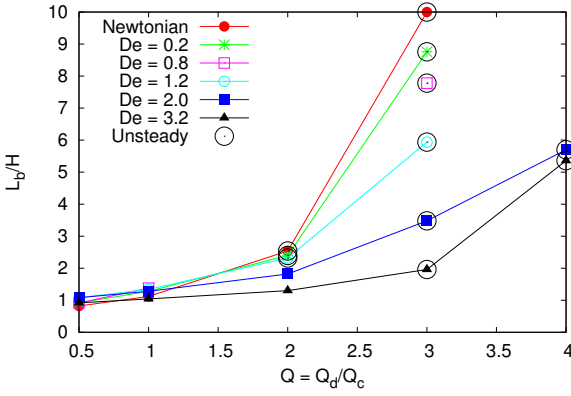 Newtonian
De = 0.2
De = 0.8
De = 1.2
De = 2.0
De = 3.2
Unsteady
L_b/H
10
9
8
7
6
5
4
3
2
1
0
0.5
1
1.5
2
2.5
3
3.5
4
Q = Q_d/Q_c